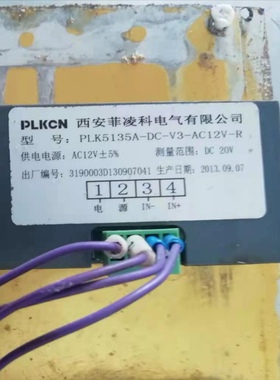 PLKCN 西安菲凌科电气有限公司
型 号: PLK5135A-DC-V3-AC12V-R
供电电源: AC12V±5% 测量范围: DC 20V
出厂编号: 3190003D130907041 生产日期: 2013.09.07
1 2 3 4
电 源 IN- IN+